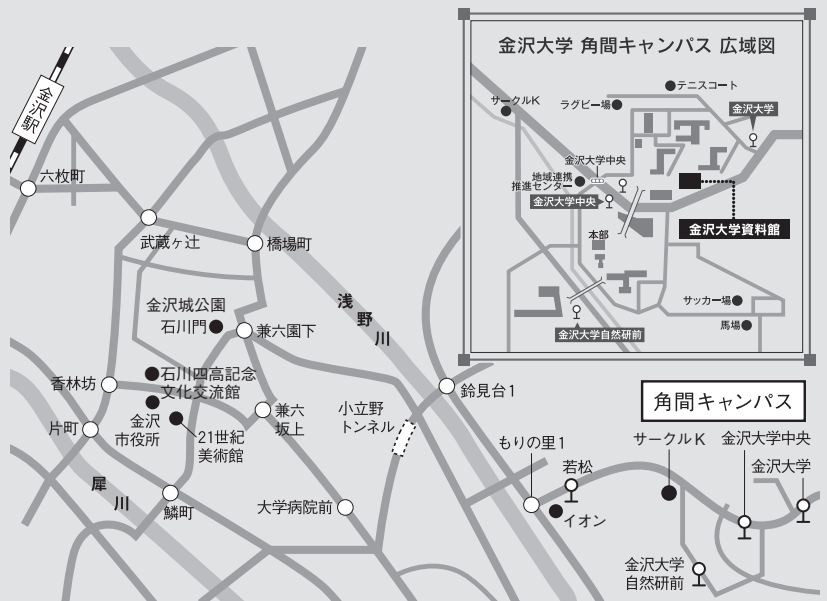 金沢大学 角間キャンパス 広域図
テニスコート
サークルK
ラグビー場
金沢大学
金沢大学中央
地域連携
推進センター
金沢大学中央
金沢大学資料館
本部
サッカー場
馬場
金沢大学自然研前
金沢駅
六枚町
武蔵ヶ辻
橋場町
金沢城公園
石川門
兼六園下
浅野川
香林坊
石川四高記念
文化交流館
片町
金沢
市役所
21世紀
美術館
兼六
坂上
小立野
トンネル
鈴見台1
犀川
鱗町
大学病院前
角間キャンパス
もりの里1
若松
イオン
サークルK
金沢大学中央
金沢大学
金沢大学
自然研前